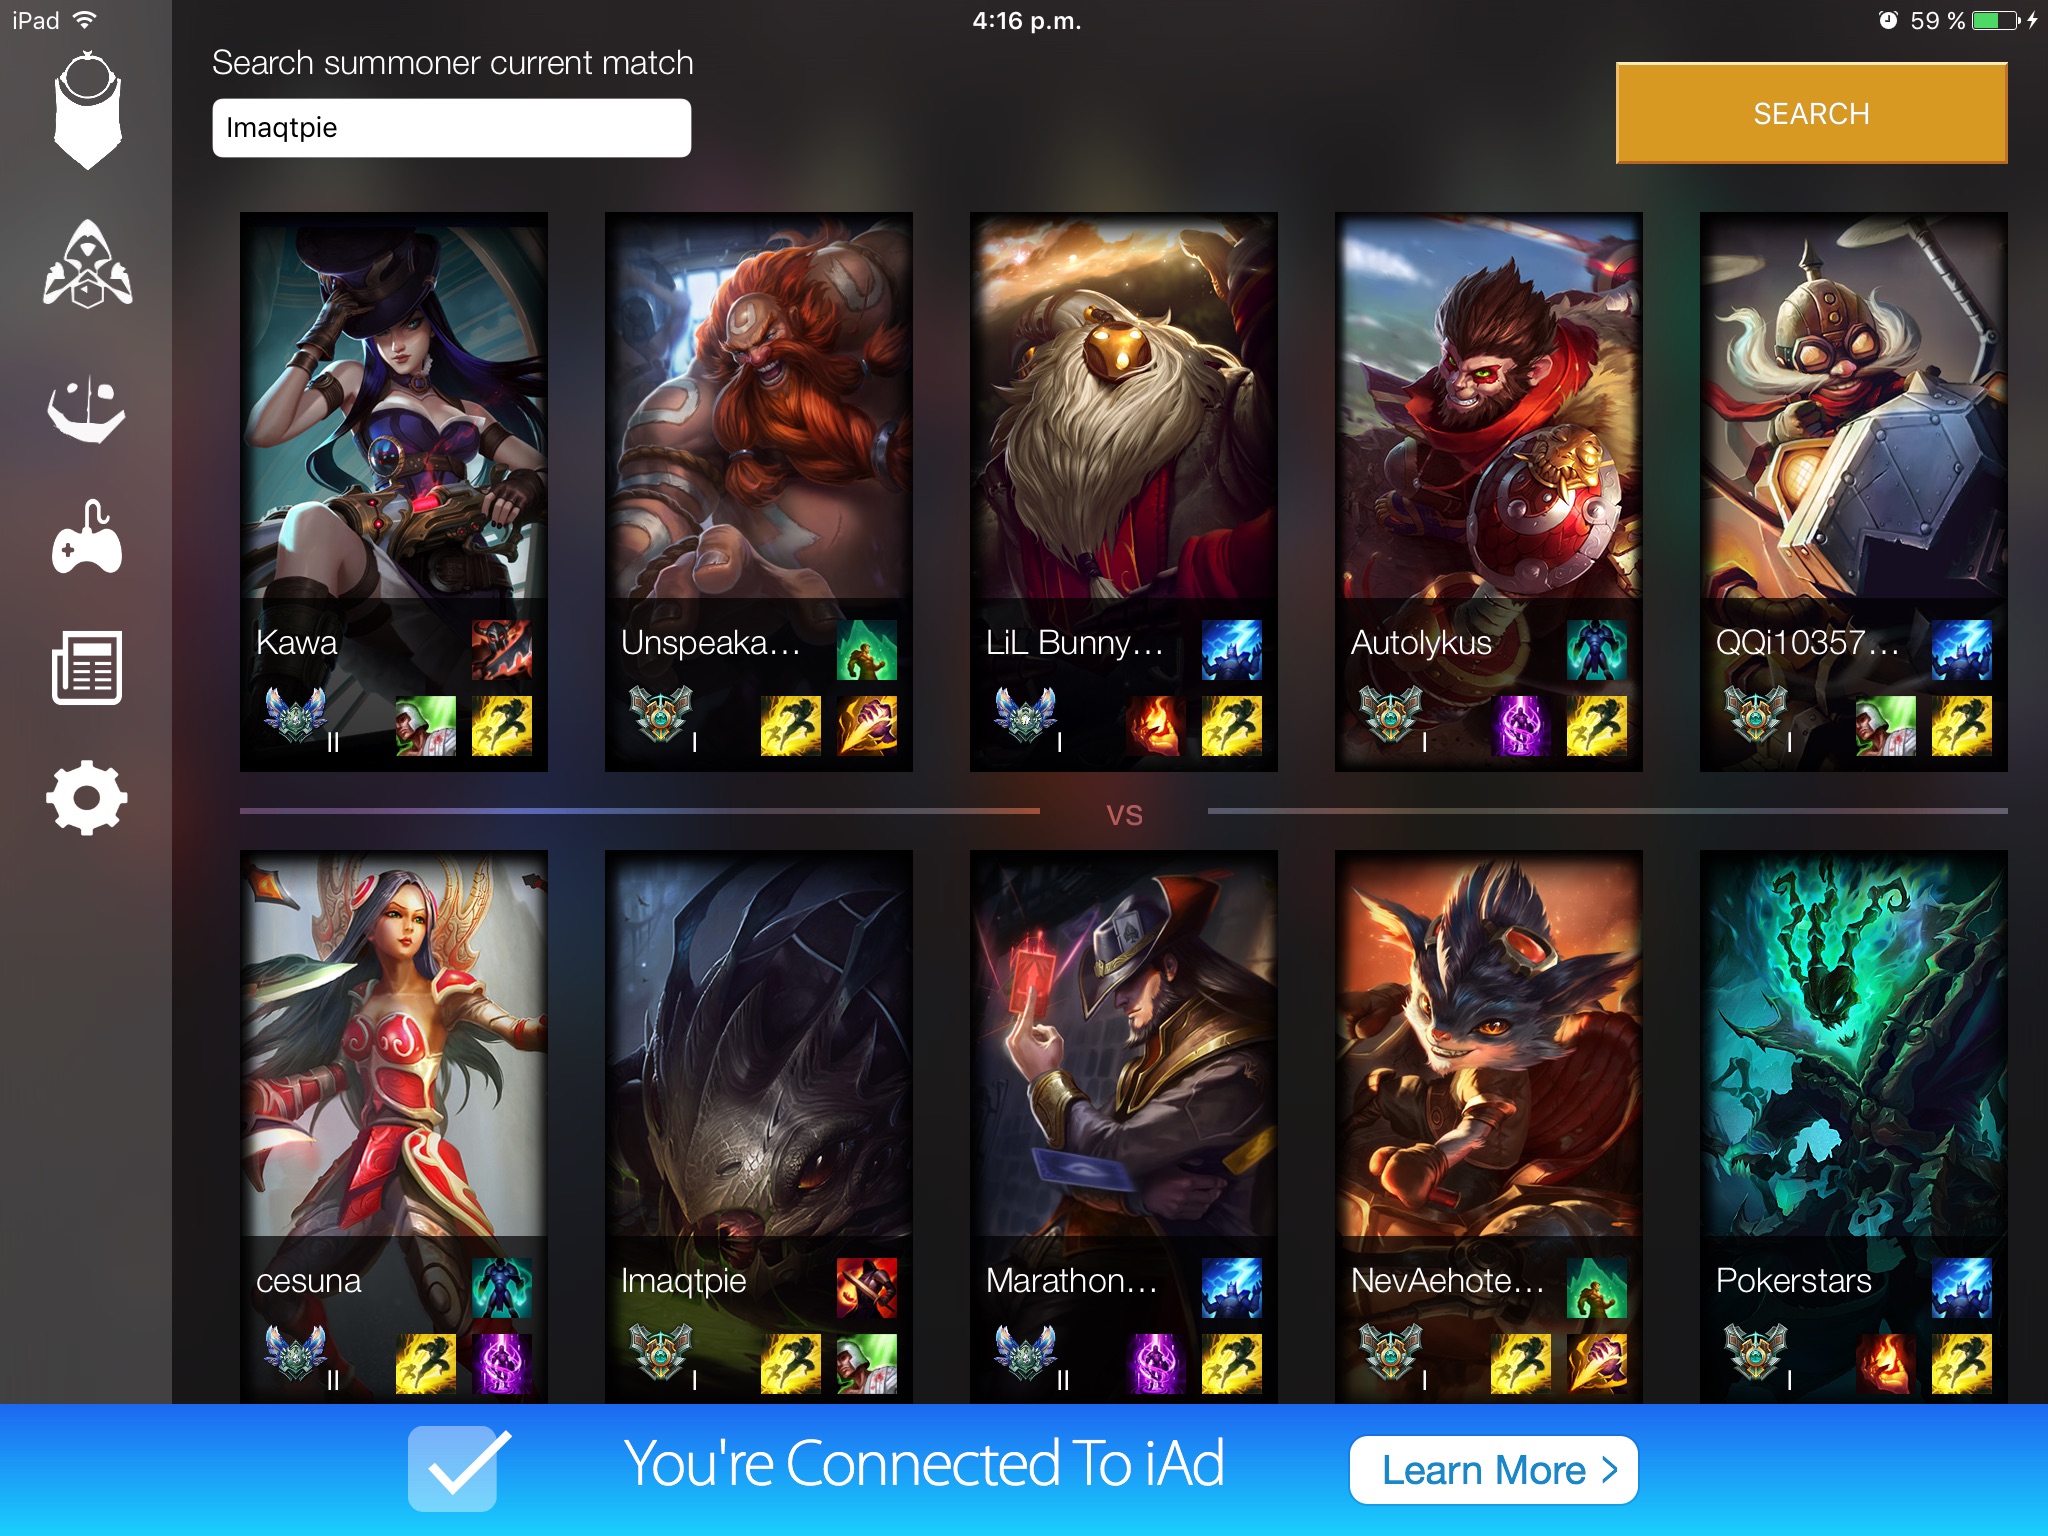 iPad 4:16 p.m. 59 %
Search summoner current match
Imaqtpie
SEARCH
Kawa
II
Unspeaka...
I
LiL Bunny...
I
Autolykus
I
QQi10357...
I
vs
cesuna
II
Imaqtpie
I
Marathon...
II
NevAehote...
I
Pokerstars
I
You're Connected To iAd
Learn More >